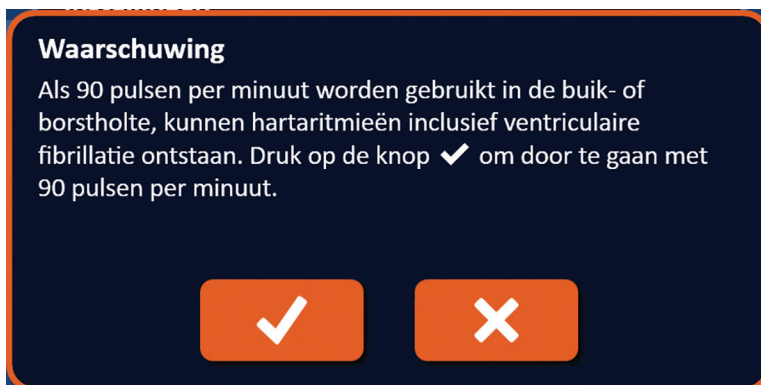 Waarschuwing
Als 90 pulsen per minuut worden gebruikt in de buik- of
borstholte, kunnen hartaritmieën inclusief ventriculaire
fibrillatie ontstaan. Druk op de knop ✔ om door te gaan met
90 pulsen per minuut.